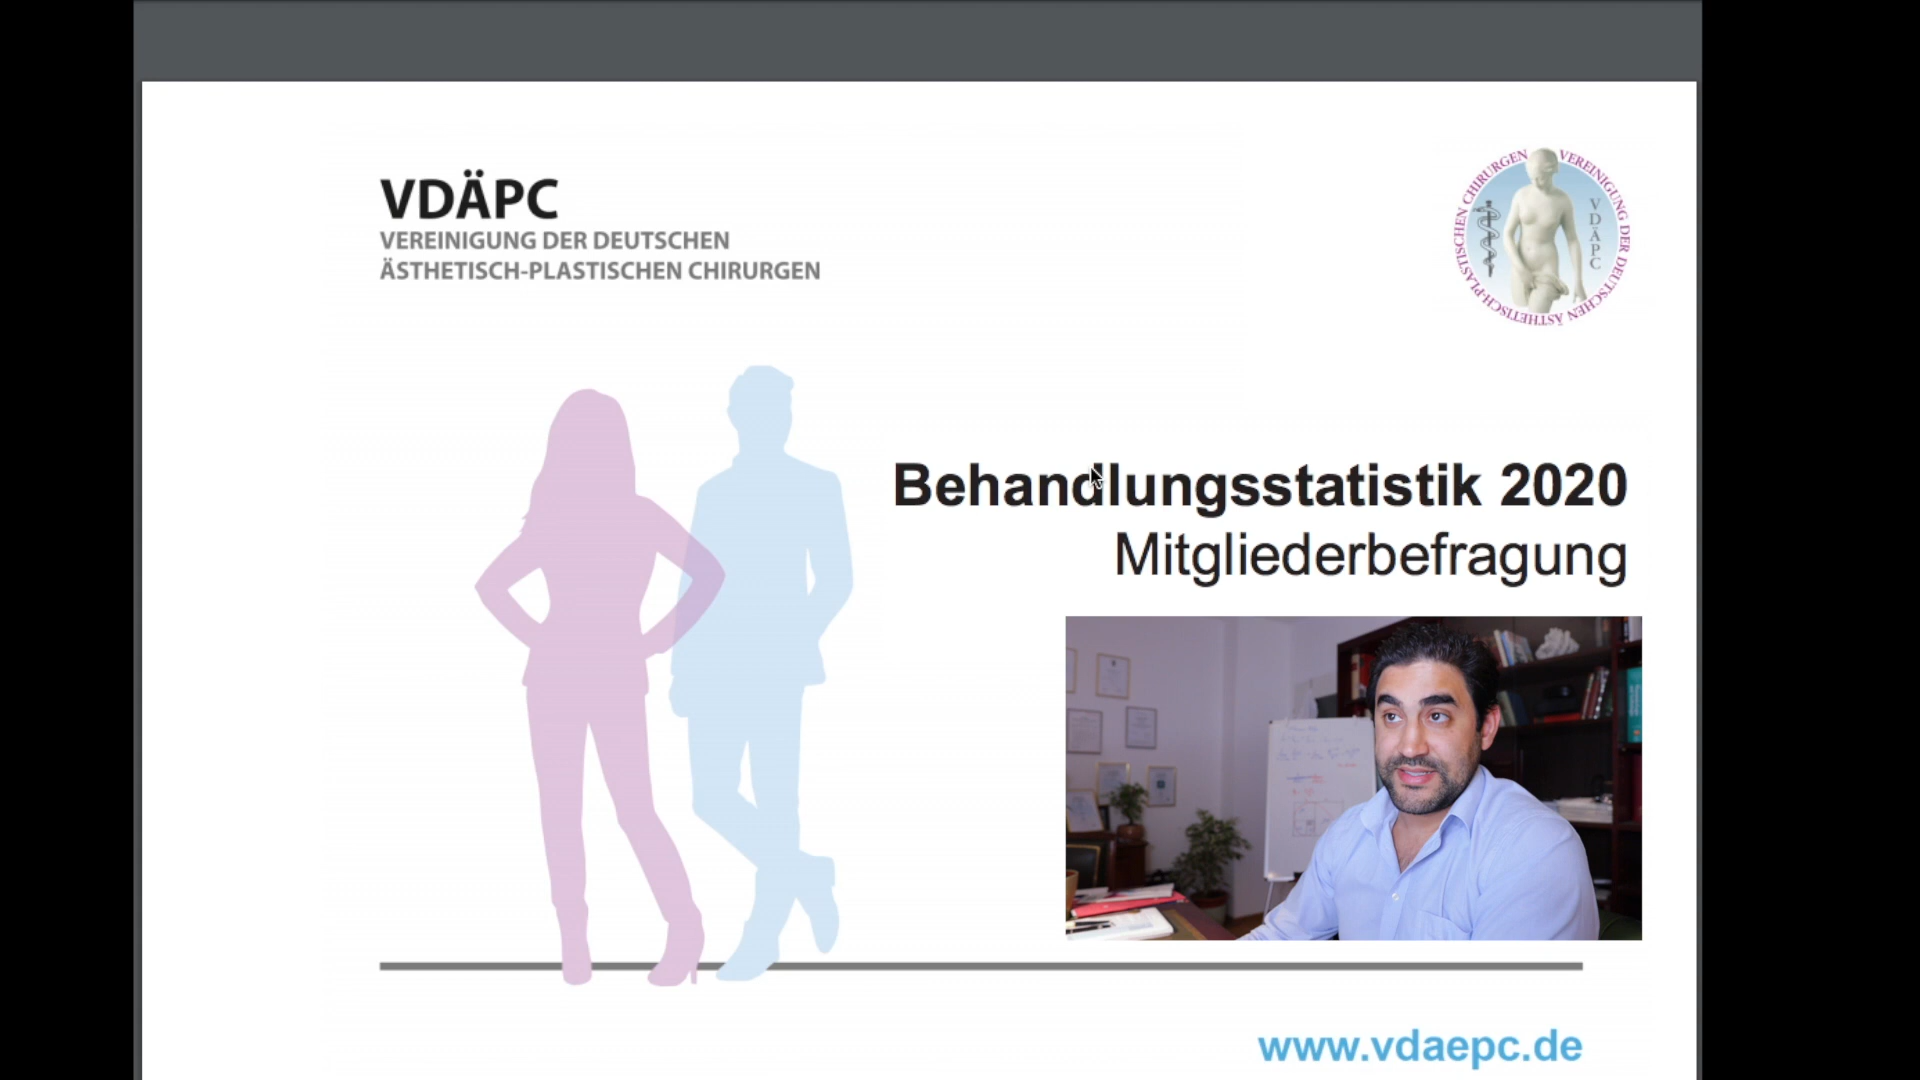 VDÄPC
VEREINIGUNG DER DEUTSCHEN
ÄSTHETISCH-PLASTISCHEN CHIRURGEN
VEREINIGUNG DER DEUTSCHEN ÄSTHETISCH-PLASTISCHEN CHIRURGEN
VDÄPC
Behandlungsstatistik 2020
Mitgliederbefragung
www.vdaepc.de